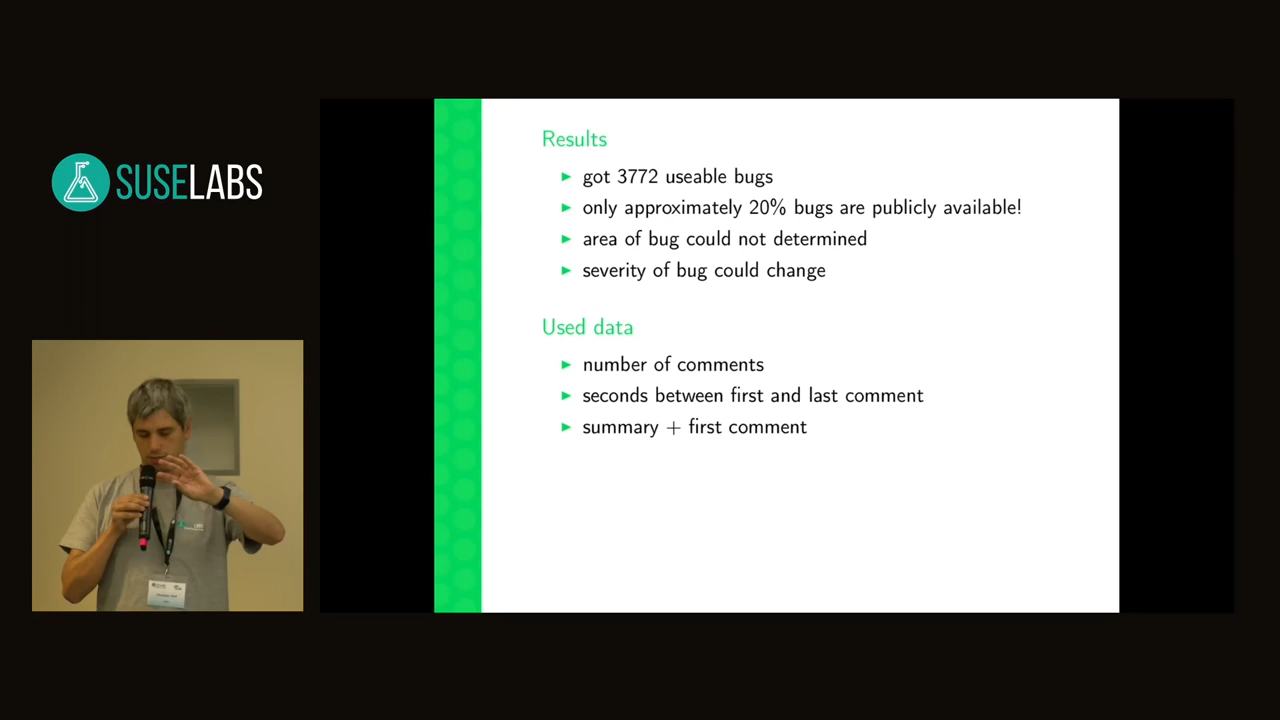 SUSELABS
Results
► got 3772 useable bugs
► only approximately 20% bugs are publicly available!
► area of bug could not determined
► severity of bug could change
Used data
► number of comments
► seconds between first and last comment
► summary + first comment